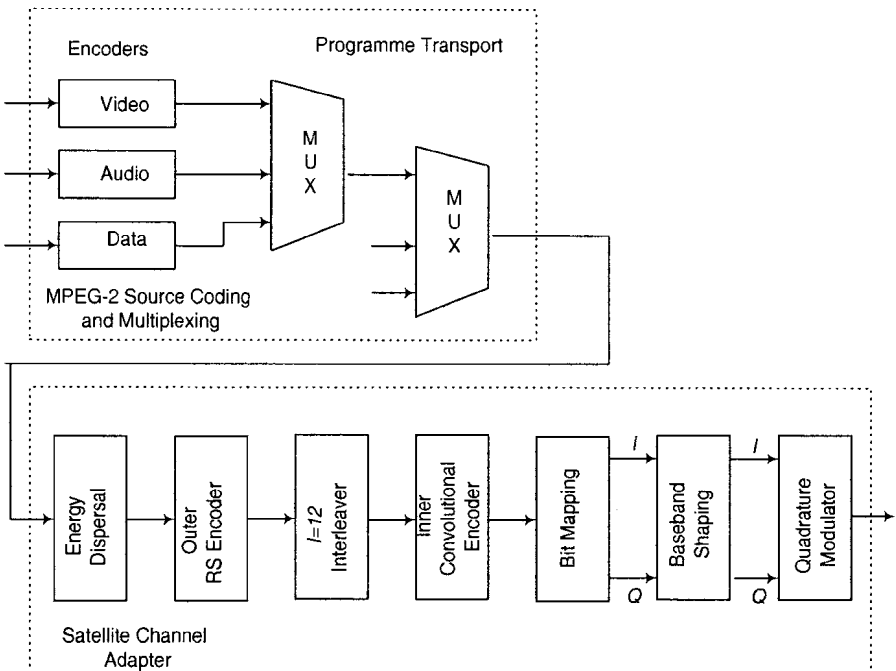 Encoders
Programme Transport
Video
Audio
Data
M
U
X
M
U
X
MPEG-2 Source Coding
and Multiplexing
Energy
Dispersal
Outer
RS Encoder
I=12
Interleaver
Inner
Convolutional
Encoder
Bit Mapping
I
Q
Baseband
Shaping
I
Q
Quadrature
Modulator
Satellite Channel
Adapter